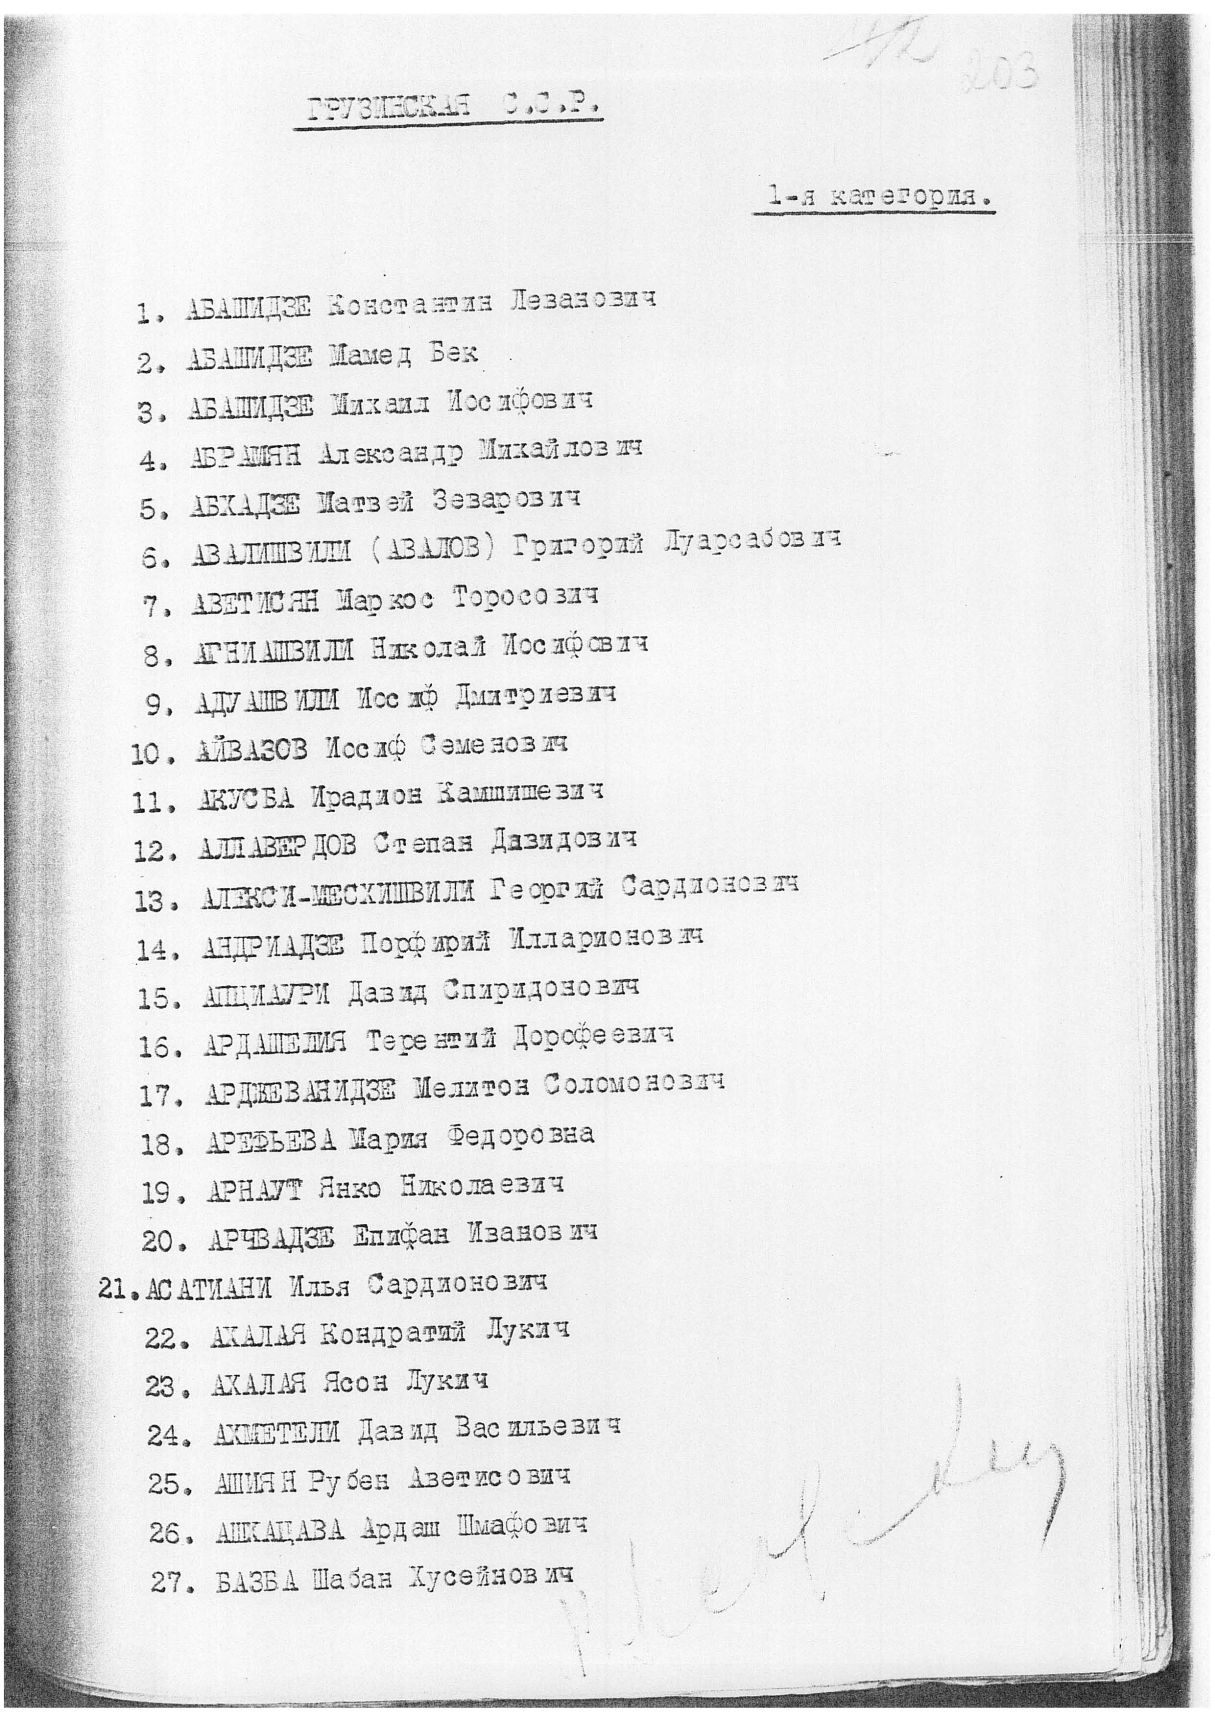 203
ГРУЗИНСКАЯ С.С.Р.
1-я категория.
1. АБАШИДЗЕ Константин Леванович
2. АБАШИДЗЕ Мамед Бек
3. АБАШИДЗЕ Михаил Иосифович
4. АБРАМЯН Александр Михайлович
5. АБХАДЗЕ Матвей Зеварович
6. АВАЛИШВИЛИ (АВАЛОВ) Григорий Луарсабович
7. АВЕТИСЯН Маркос Торосович
8. АГНИАШВИЛИ Николай Иосифович
9. АДУАШВИЛИ Иосиф Дмитриевич
10. АЙВАЗОВ Иосиф Семенович
11. АКУСБА Ирадион Камшишевич
12. АЛЛАВЕРДОВ Степан Давидович
13. АЛЕКСИ-МЕСХИШВИЛИ Георгий Сардионович
14. АНДРИАДЗЕ Порфирий Илларионович
15. АПЦИАУРИ Давид Спиридонович
16. АРДАШЕЛИЯ Терентий Дорофеевич
17. АРДЖЕВАНИДЗЕ Мелитон Соломонович
18. АРЕФЬЕВА Мария Федоровна
19. АРНАУТ Янко Николаевич
20. АРЧВАДЗЕ Епифан Иванович
21. АСАТИАНИ Илья Сардионович
22. АХАЛАЯ Кондратий Лукич
23. АХАЛАЯ Ясон Лукич
24. АХМЕТЕЛИ Давид Васильевич
25. АШИЯН Рубен Аветисович
26. АШКАЦАВА Ардаш Шмафович
27. БАЗБА Шабан Хусейнович